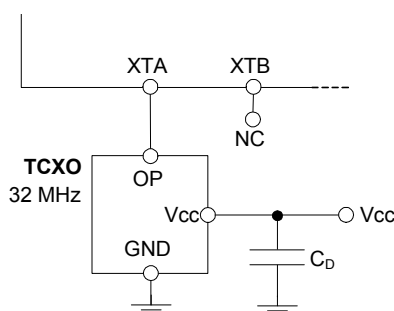 XTA
XTB
NC
TCXO
32 MHz
OP
Vcc
Vcc
GND
CD